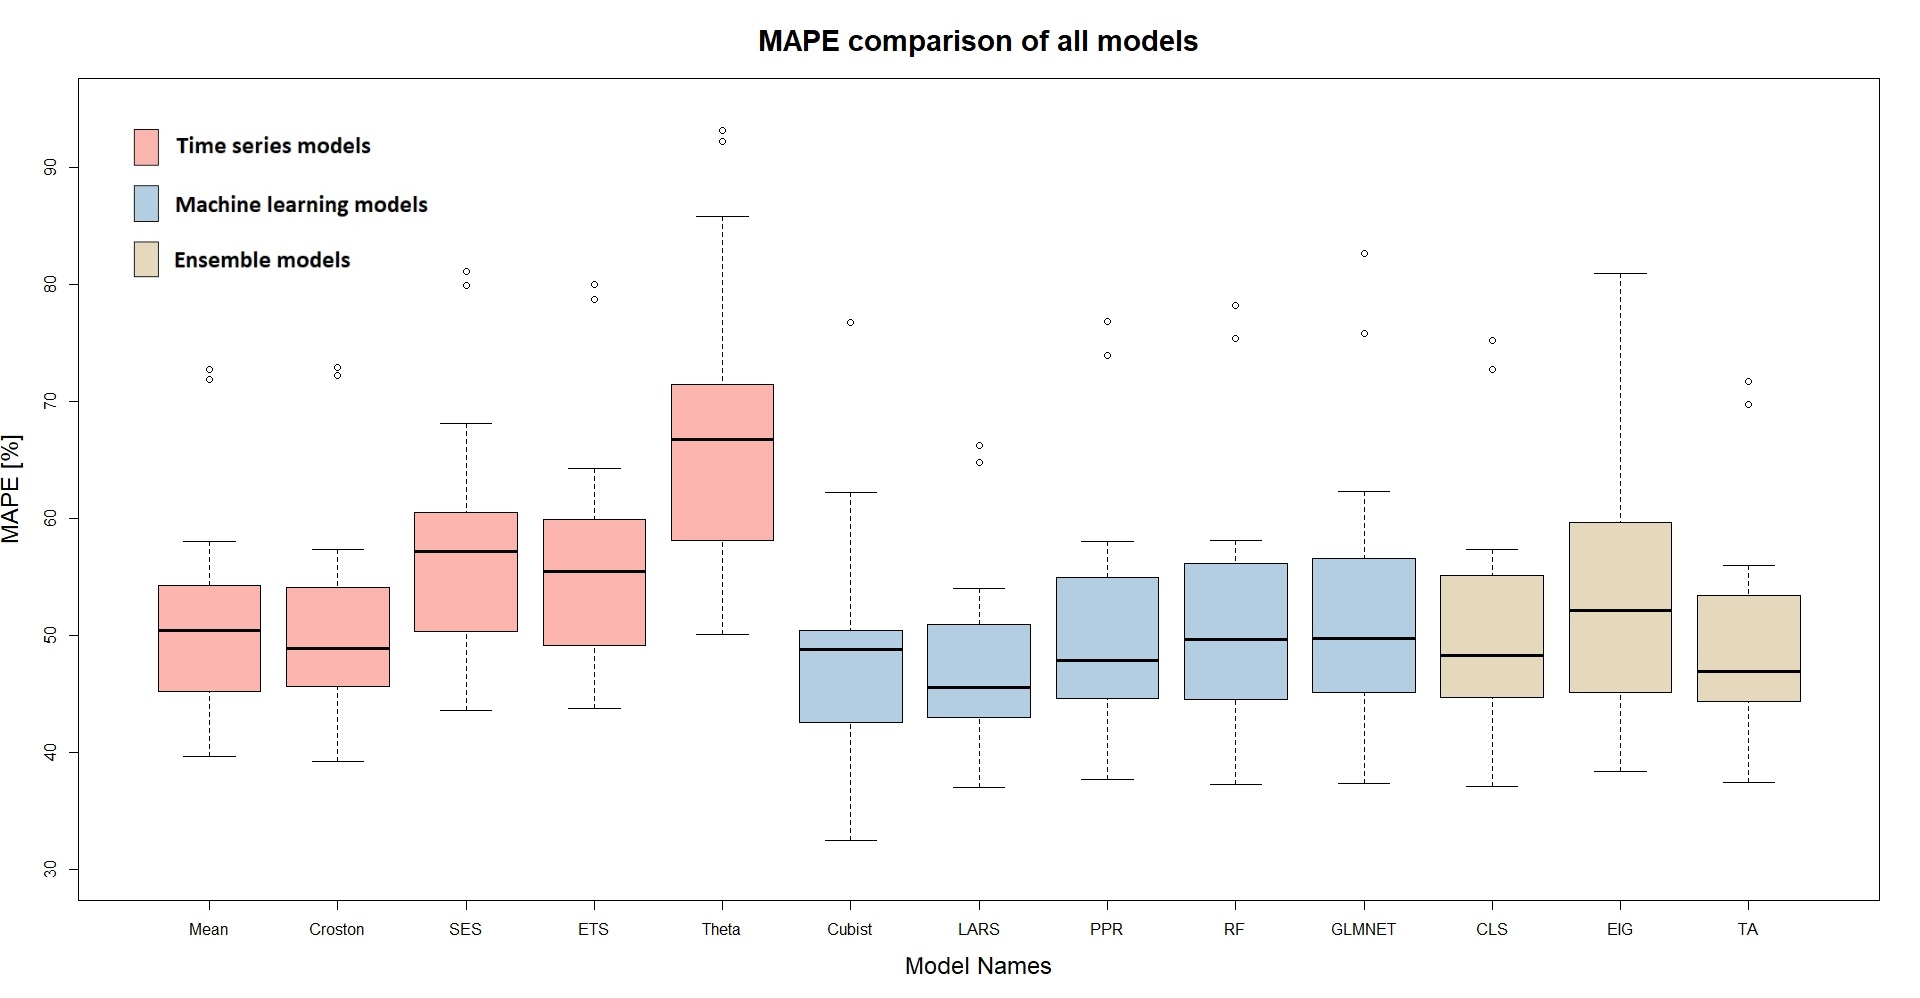 MAPE comparison of all models
Time series models
Machine learning models
Ensemble models
MAPE [%]
90
80
70
60
50
40
30
Mean Croston SES ETS Theta Cubist LARS PPR RF GLMNET CLS EIG TA
Model Names